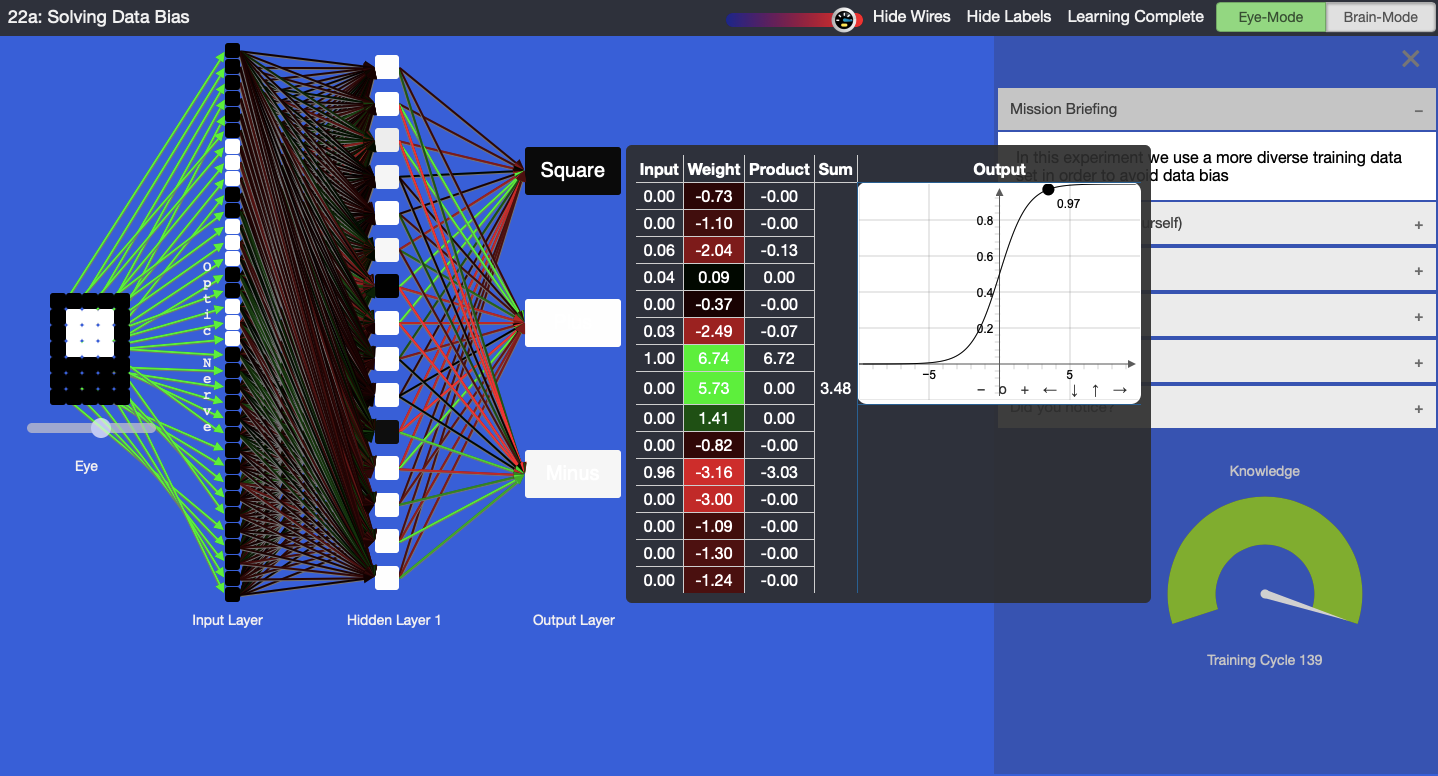 22a: Solving Data Bias
Hide Wires Hide Labels Learning Complete Eye-Mode Brain-Mode
Mission Briefing −
In this experiment we use a more diverse training data
set in order to avoid data bias
urself) +
+
+
+
Did you notice? +
Optic Nerve
Eye
Square
Minus
Input Layer Hidden Layer 1 Output Layer
Input Weight Product Sum Output
0.00 -0.73 -0.00
0.00 -1.10 -0.00
0.06 -2.04 -0.13
0.04 0.09 0.00
0.00 -0.37 -0.00
0.03 -2.49 -0.07
1.00 6.74 6.72
0.00 5.73 0.00 3.48
0.00 1.41 0.00
0.00 -0.82 -0.00
0.96 -3.16 -3.03
0.00 -3.00 -0.00
0.00 -1.09 -0.00
0.00 -1.30 -0.00
0.00 -1.24 -0.00
0.97
0.8
0.6
0.4
0.2
−5 5
− o + ← ↓ ↑ →
Knowledge
Training Cycle 139